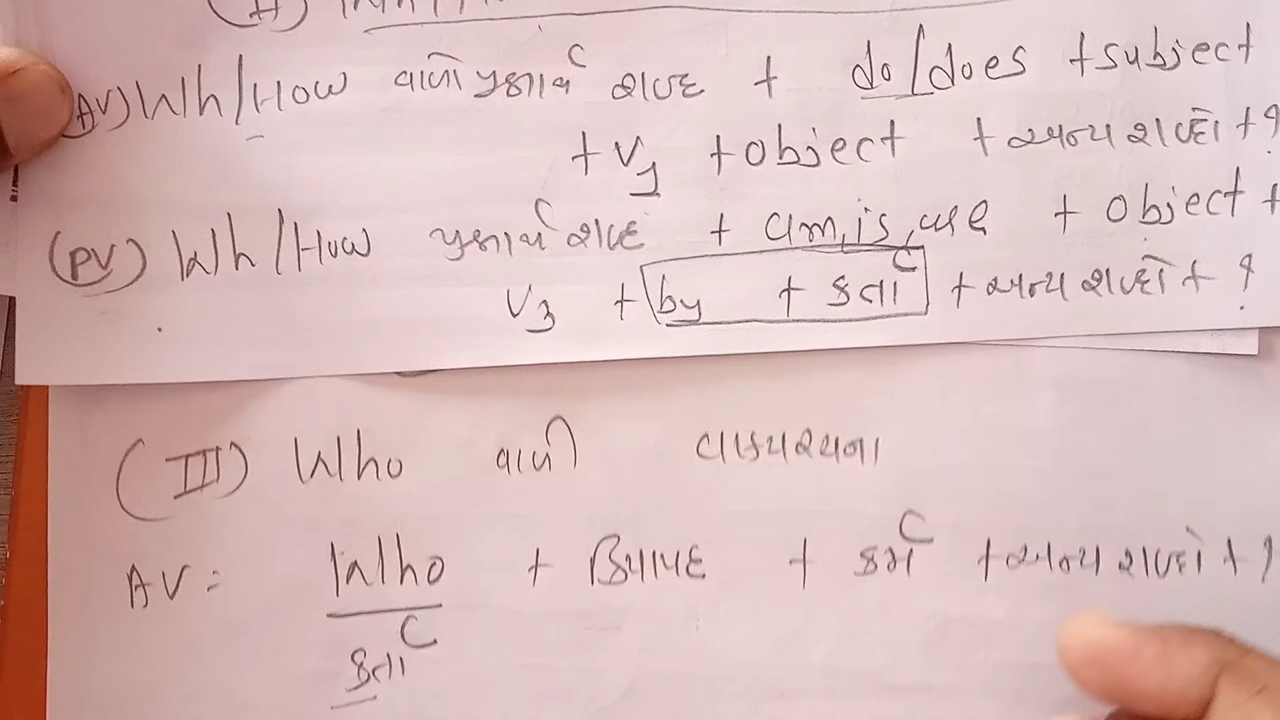 AV) Wh/How વાળો પ્રશ્નાર્થ શબ્દ + do/does + subject
+ V1 + object + અન્ય શબ્દો + ?
(PV) Wh/How પ્રશ્નાર્થ શબ્દ + am, is, are + object +
V3 + by + કર્તા + અન્ય શબ્દો + ?
(III) Who વાળી વાક્યરચના
AV = Who + ક્રિયાપદ + કર્મ + અન્ય શબ્દો + ?
કર્તા